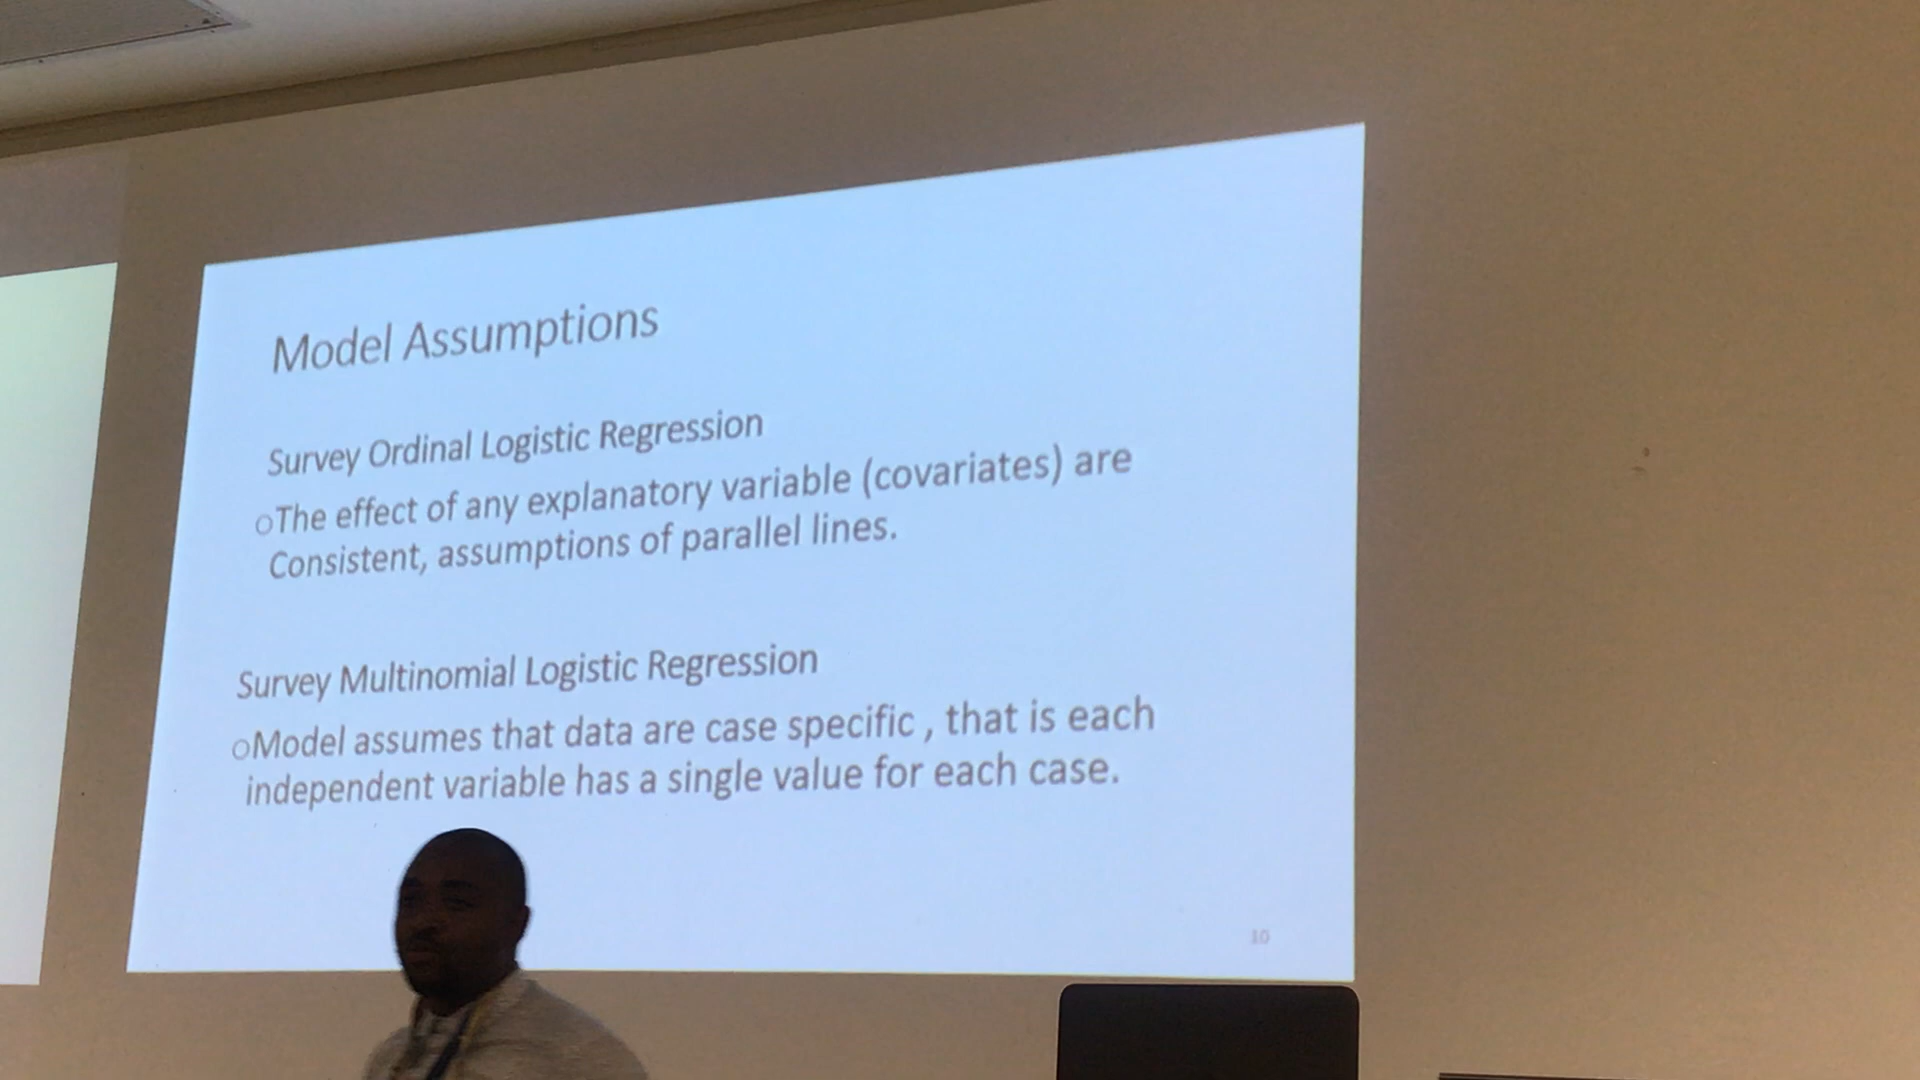 Model Assumptions
Survey Ordinal Logistic Regression
oThe effect of any explanatory variable (covariates) are
Consistent, assumptions of parallel lines.
Survey Multinomial Logistic Regression
oModel assumes that data are case specific , that is each
independent variable has a single value for each case.
10